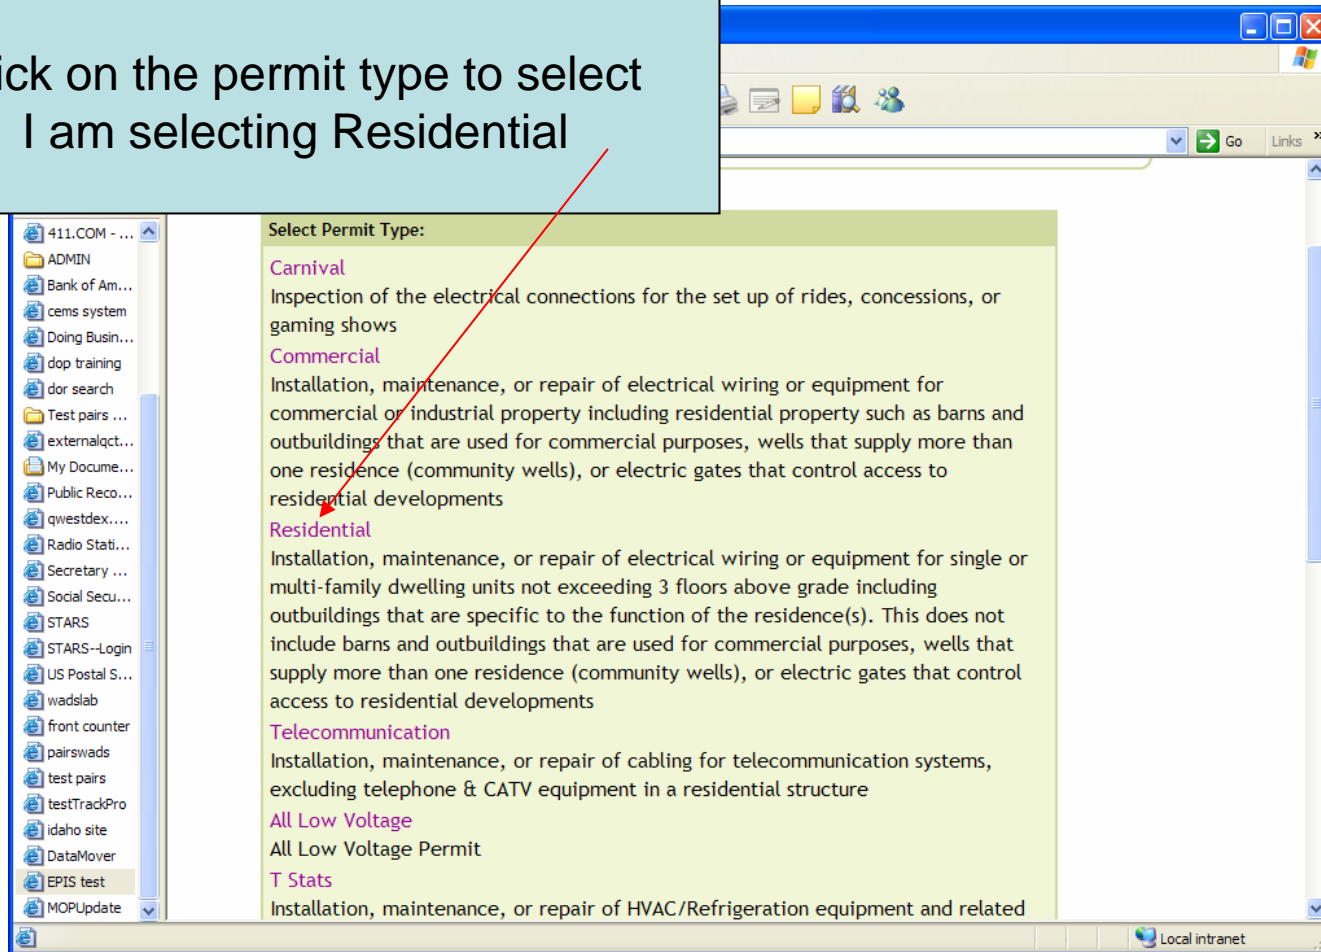 ick on the permit type to select
I am selecting Residential
Go
Links
»
411.COM - ...
ADMIN
Bank of Am...
cems system
Doing Busin...
dop training
dor search
Test pairs ...
externalqct...
My Docume...
Public Reco...
qwestdex....
Radio Stati...
Secretary ...
Social Secu...
STARS
STARS--Login
US Postal S...
wadslab
front counter
pairswads
test pairs
testTrackPro
idaho site
DataMover
EPIS test
MOPUpdate
Select Permit Type:
Carnival
Inspection of the electrical connections for the set up of rides, concessions, or
gaming shows
Commercial
Installation, maintenance, or repair of electrical wiring or equipment for
commercial or industrial property including residential property such as barns and
outbuildings that are used for commercial purposes, wells that supply more than
one residence (community wells), or electric gates that control access to
residential developments
Residential
Installation, maintenance, or repair of electrical wiring or equipment for single or
multi-family dwelling units not exceeding 3 floors above grade including
outbuildings that are specific to the function of the residence(s). This does not
include barns and outbuildings that are used for commercial purposes, wells that
supply more than one residence (community wells), or electric gates that control
access to residential developments
Telecommunication
Installation, maintenance, or repair of cabling for telecommunication systems,
excluding telephone & CATV equipment in a residential structure
All Low Voltage
All Low Voltage Permit
T Stats
Installation, maintenance, or repair of HVAC/Refrigeration equipment and related
Local intranet